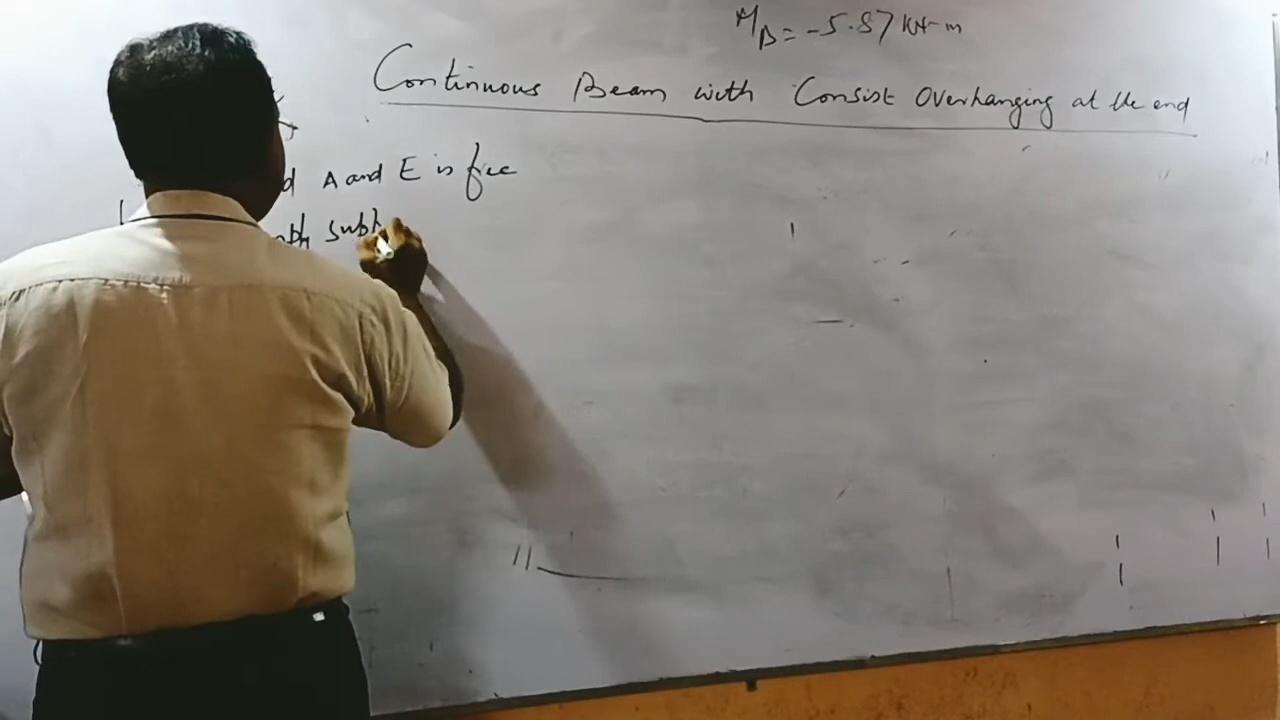 MB = -5.87 kN-m
Continuous Beam with Consist Overhanging at the end
A and E is free